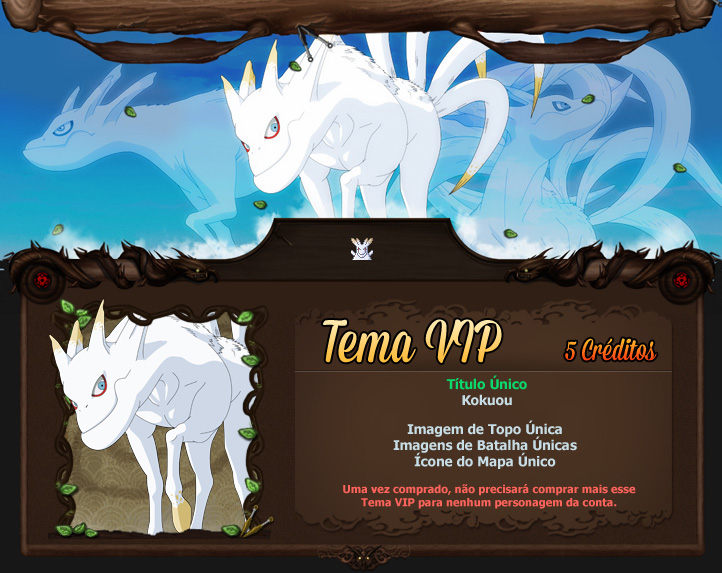 Tema VIP
5 Créditos
Título Único
Kokuou
Imagem de Topo Única
Imagens de Batalha Únicas
Ícone do Mapa Único
Uma vez comprado, não precisará comprar mais esse
Tema VIP para nenhum personagem da conta.